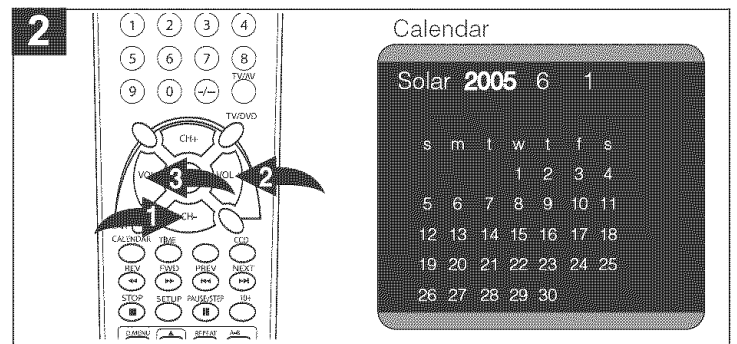 2
1 2 3 4
5 6 7 8
TV/AV
9 0 -/--
TV/DVD
CH+
VOL 3 VOL 2
1 CH-
CALENDAR TIME CCD
REV FWD PREV NEXT
STOP SETUP PAUSE/STEP 10+
D.MENU REPEAT A-B
Calendar
Solar 2005 6 1
s m t w t f s
1 2 3 4
5 6 7 8 9 10 11
12 13 14 15 16 17 18
19 20 21 22 23 24 25
26 27 28 29 30